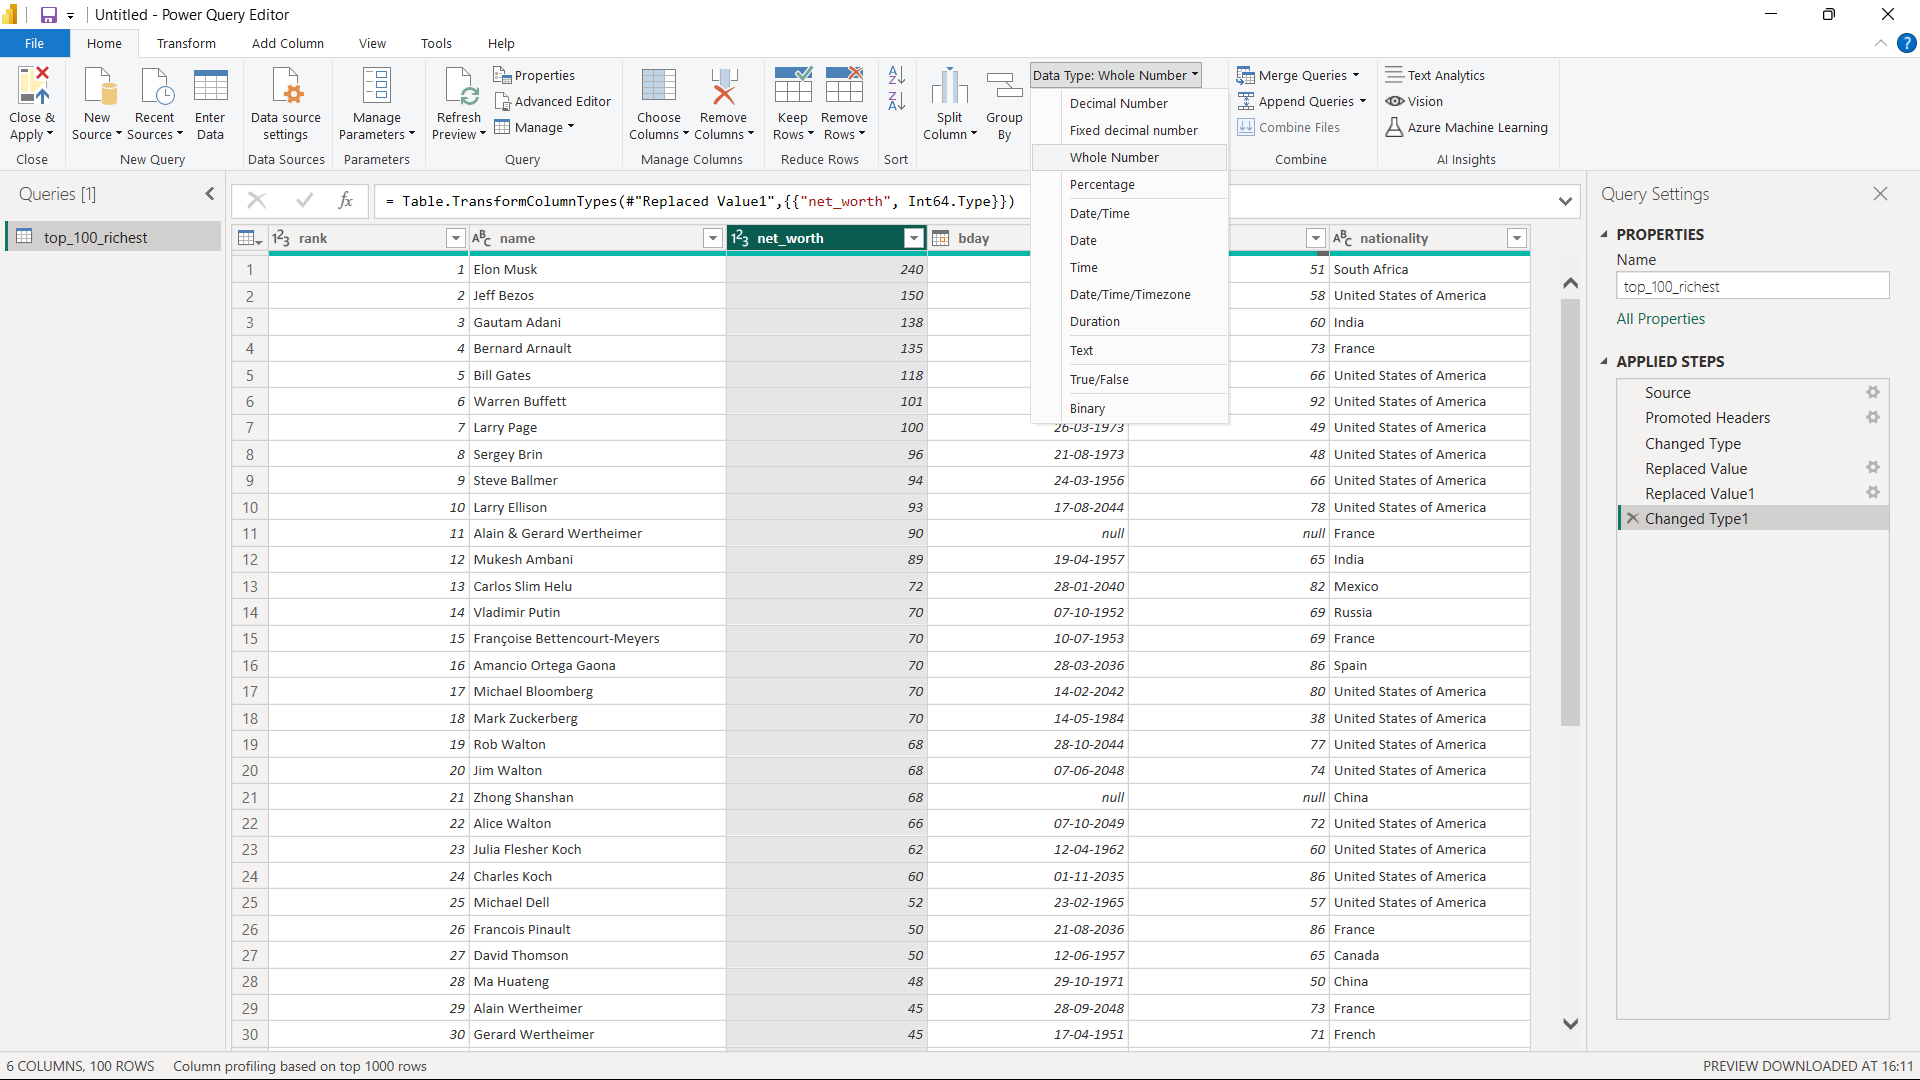 Untitled - Power Query Editor
File Home Transform Add Column View Tools Help
Close & Apply
Close
New Source
Recent Sources
Enter Data
New Query
Data source settings
Data Sources
Manage Parameters
Parameters
Refresh Preview
Properties
Advanced Editor
Manage
Query
Choose Columns
Remove Columns
Manage Columns
Keep Rows
Remove Rows
Reduce Rows
Sort
Split Column
Group By
Data Type: Whole Number
Decimal Number
Fixed decimal number
Whole Number
Percentage
Date/Time
Date
Time
Date/Time/Timezone
Duration
Text
True/False
Binary
Merge Queries
Append Queries
Combine Files
Combine
Text Analytics
Vision
Azure Machine Learning
AI Insights
Queries [1]
top_100_richest
fx = Table.TransformColumnTypes(#"Replaced Value1",{{"net_worth", Int64.Type}})
rank name net_worth bday nationality
1 1 Elon Musk 240 51 South Africa
2 2 Jeff Bezos 150 58 United States of America
3 3 Gautam Adani 138 60 India
4 4 Bernard Arnault 135 73 France
5 5 Bill Gates 118 66 United States of America
6 6 Warren Buffett 101 92 United States of America
7 7 Larry Page 100 26-03-1973 49 United States of America
8 8 Sergey Brin 96 21-08-1973 48 United States of America
9 9 Steve Ballmer 94 24-03-1956 66 United States of America
10 10 Larry Ellison 93 17-08-2044 78 United States of America
11 11 Alain & Gerard Wertheimer 90 null null France
12 12 Mukesh Ambani 89 19-04-1957 65 India
13 13 Carlos Slim Helu 72 28-01-2040 82 Mexico
14 14 Vladimir Putin 70 07-10-1952 69 Russia
15 15 Françoise Bettencourt-Meyers 70 10-07-1953 69 France
16 16 Amancio Ortega Gaona 70 28-03-2036 86 Spain
17 17 Michael Bloomberg 70 14-02-2042 80 United States of America
18 18 Mark Zuckerberg 70 14-05-1984 38 United States of America
19 19 Rob Walton 68 28-10-2044 77 United States of America
20 20 Jim Walton 68 07-06-2048 74 United States of America
21 21 Zhong Shanshan 68 null null China
22 22 Alice Walton 66 07-10-2049 72 United States of America
23 23 Julia Flesher Koch 62 12-04-1962 60 United States of America
24 24 Charles Koch 60 01-11-2035 86 United States of America
25 25 Michael Dell 52 23-02-1965 57 United States of America
26 26 Francois Pinault 50 21-08-2036 86 France
27 27 David Thomson 50 12-06-1957 65 Canada
28 28 Ma Huateng 48 29-10-1971 50 China
29 29 Alain Wertheimer 45 28-09-2048 73 France
30 30 Gerard Wertheimer 45 17-04-1951 71 French
Query Settings
PROPERTIES
Name
top_100_richest
All Properties
APPLIED STEPS
Source
Promoted Headers
Changed Type
Replaced Value
Replaced Value1
Changed Type1
6 COLUMNS, 100 ROWS Column profiling based on top 1000 rows
PREVIEW DOWNLOADED AT 16:11